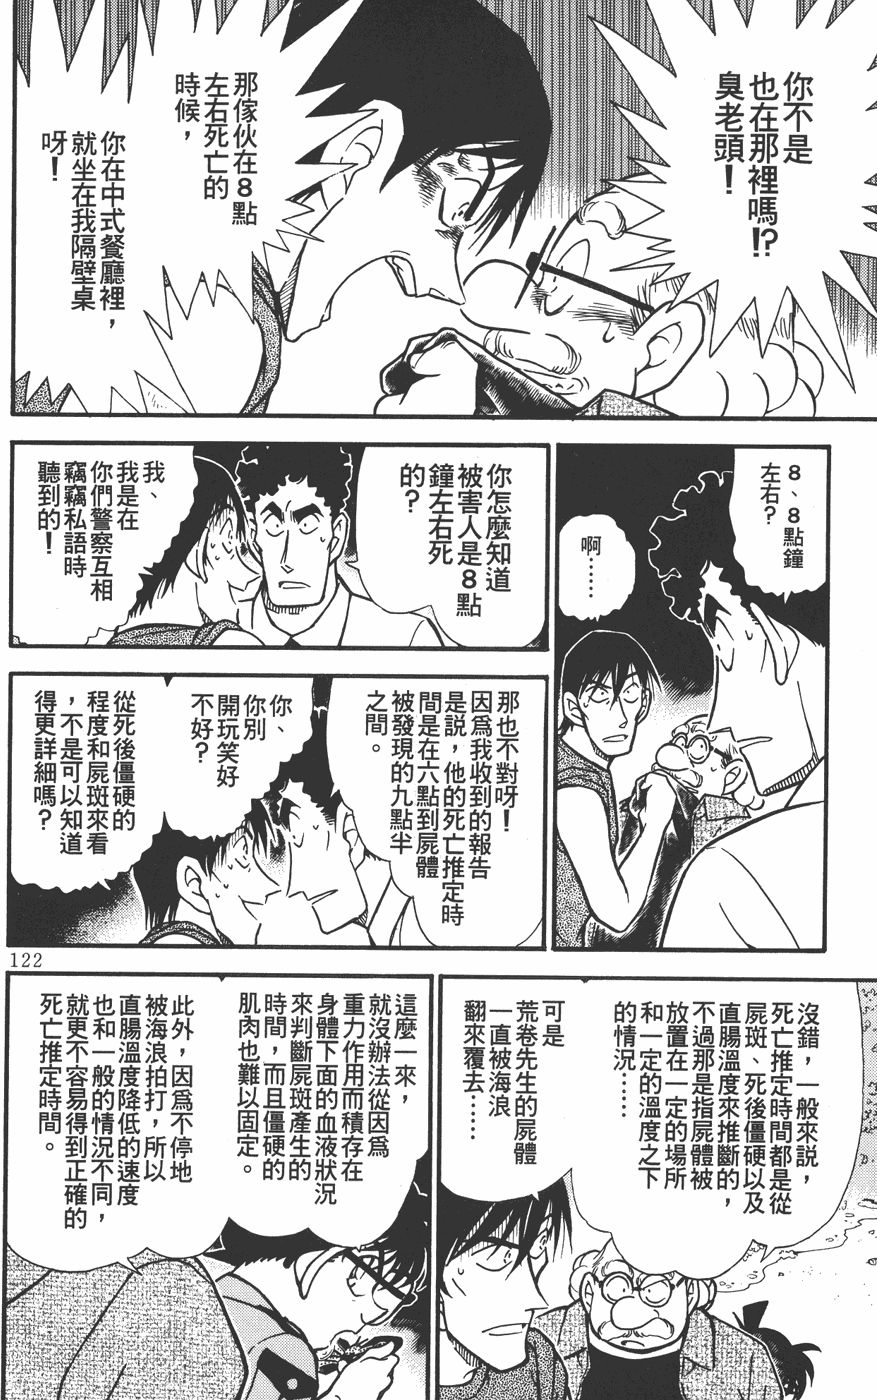 你不是
也在那裡嗎!?
臭老頭!
那傢伙在8點
左右死亡的
時候,
你在中式餐廳裡,
就坐在我隔壁桌
呀!
8、8點鐘
左右?
啊……
你怎麼知道
被害人是8點
鐘左右死
的?
我、
我是在
你們警察互相
竊竊私語時
聽到的!
那也不對呀!
因為我收到的報告
是說,他的死亡推定時
間是在六點到屍體
被發現的九點半
之間。
你、
你別
開玩笑好
不好?
從死後僵硬的
程度和屍斑來看
,不是可以知道
得更詳細嗎?
122
沒錯,一般來說,
死亡推定時間都是從
屍斑、死後僵硬以及
直腸溫度來推斷的,
不過那是指屍體被
放置在一定的場所
和一定的溫度之下
的情況……
可是
荒卷先生的屍體
一直被海浪
翻來覆去……
這麼一來,
就沒辦法從因為
重力作用而積存在
身體下面的血液狀況
來判斷屍斑產生的
時間,而且僵硬的
肌肉也難以固定。
此外,因為不停地
被海浪拍打,所以
直腸溫度降低的速度
也和一般的情況不同,
就更不容易得到正確的
死亡推定時間。